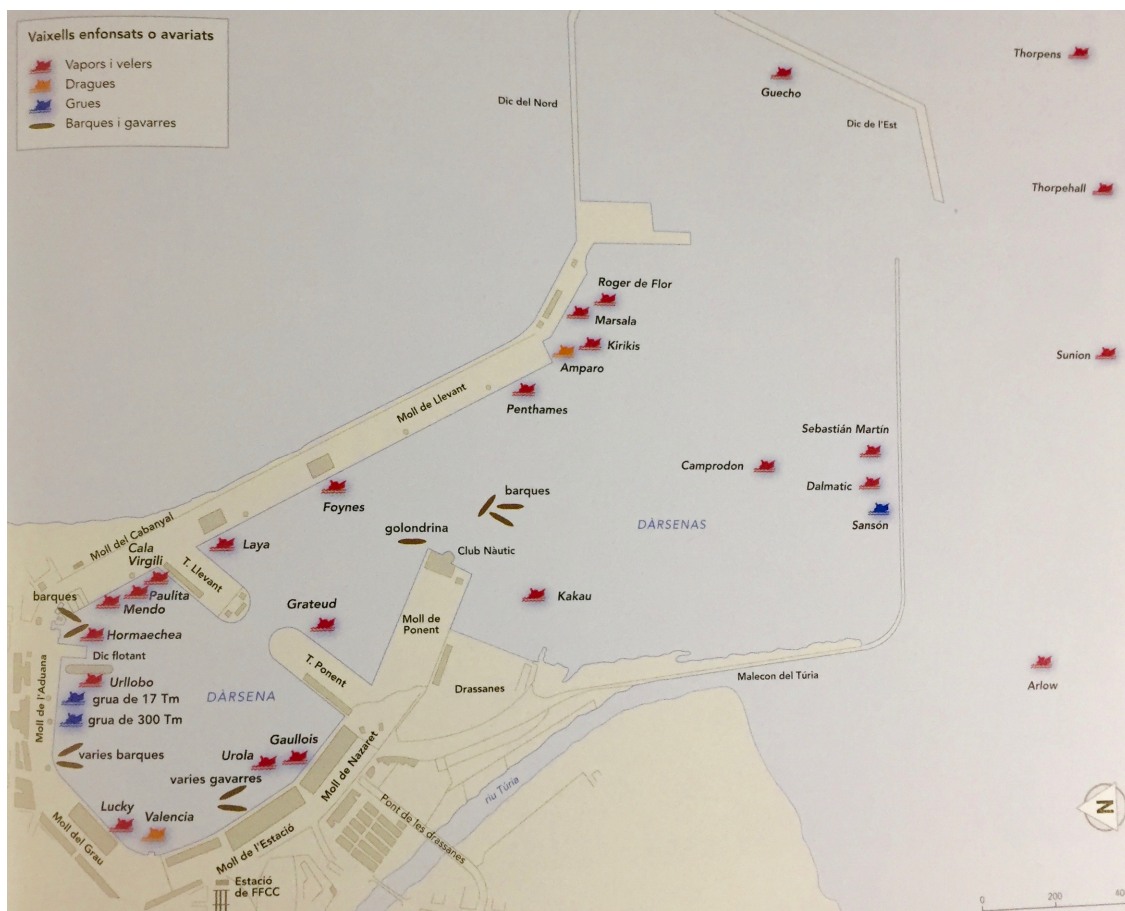 Vaixells enfonsats o avariats
Vapors i velers
Dragues
Grues
Barques i gavarres
Thorpens
Guecho
Dic del Nord
Dic de l'Est
Thorpehall
Roger de Flor
Marsala
Kirikis
Amparo
Sunion
Moll de Llevant
Penthames
Sebastián Martín
Camprodon
Dalmatic
barques
Foynes
Sansón
DÀRSENAS
golondrina
Moll del Cabanyal
Laya
Club Nàutic
Cala
Virgili
T. Llevant
Paulita
barques
Mendo
Grateud
Kakau
Moll de
Ponent
Hormaechea
Dic flotant
T. Ponent
Malecon del Túria
Urllobo
DÀRSENA
Drassanes
Arlow
Moll de l'Aduana
grua de 17 Tm
grua de 300 Tm
Gaullois
Urola
varies barques
Moll de Nazaret
varies gavarres
riu Túria
N
Lucky
Valencia
Pont de les drassanes
Moll del Grau
Moll de l'Estació
Estació
de FFCC
0 200